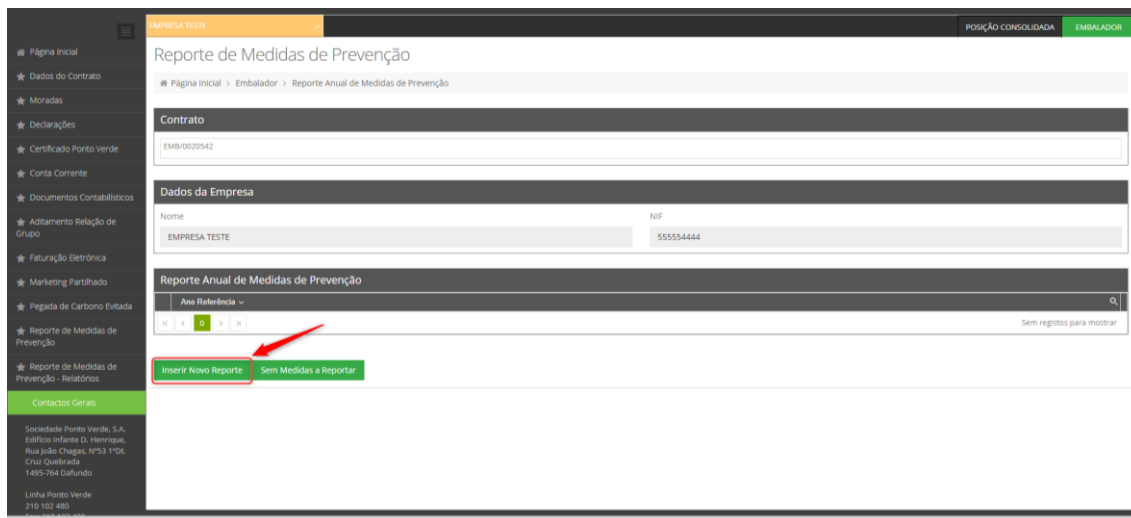 EMPRESA TESTE
POSIÇÃO CONSOLIDADA
EMBALADOR
Página Inicial
Dados do Contrato
Moradas
Declarações
Certificado Ponto Verde
Conta Corrente
Documentos Contabilísticos
Aditamento Relação de
Grupo
Faturação Eletrónica
Marketing Partilhado
Pegada de Carbono Evitada
Reporte de Medidas de
Prevenção
Reporte de Medidas de
Prevenção - Relatórios
Contactos Gerais
Sociedade Ponto Verde, S.A.
Edifício Infante D. Henrique,
Rua João Chagas, Nº53 1ºDt.
Cruz Quebrada
1495-764 Dafundo
Linha Ponto Verde
210 102 480
Reporte de Medidas de Prevenção
Página Inicial > Embalador > Reporte Anual de Medidas de Prevenção
Contrato
EMB/0020542
Dados da Empresa
Nome
NIF
EMPRESA TESTE
555554444
Reporte Anual de Medidas de Prevenção
Ano Referência
0
Sem registos para mostrar
Inserir Novo Reporte
Sem Medidas a Reportar